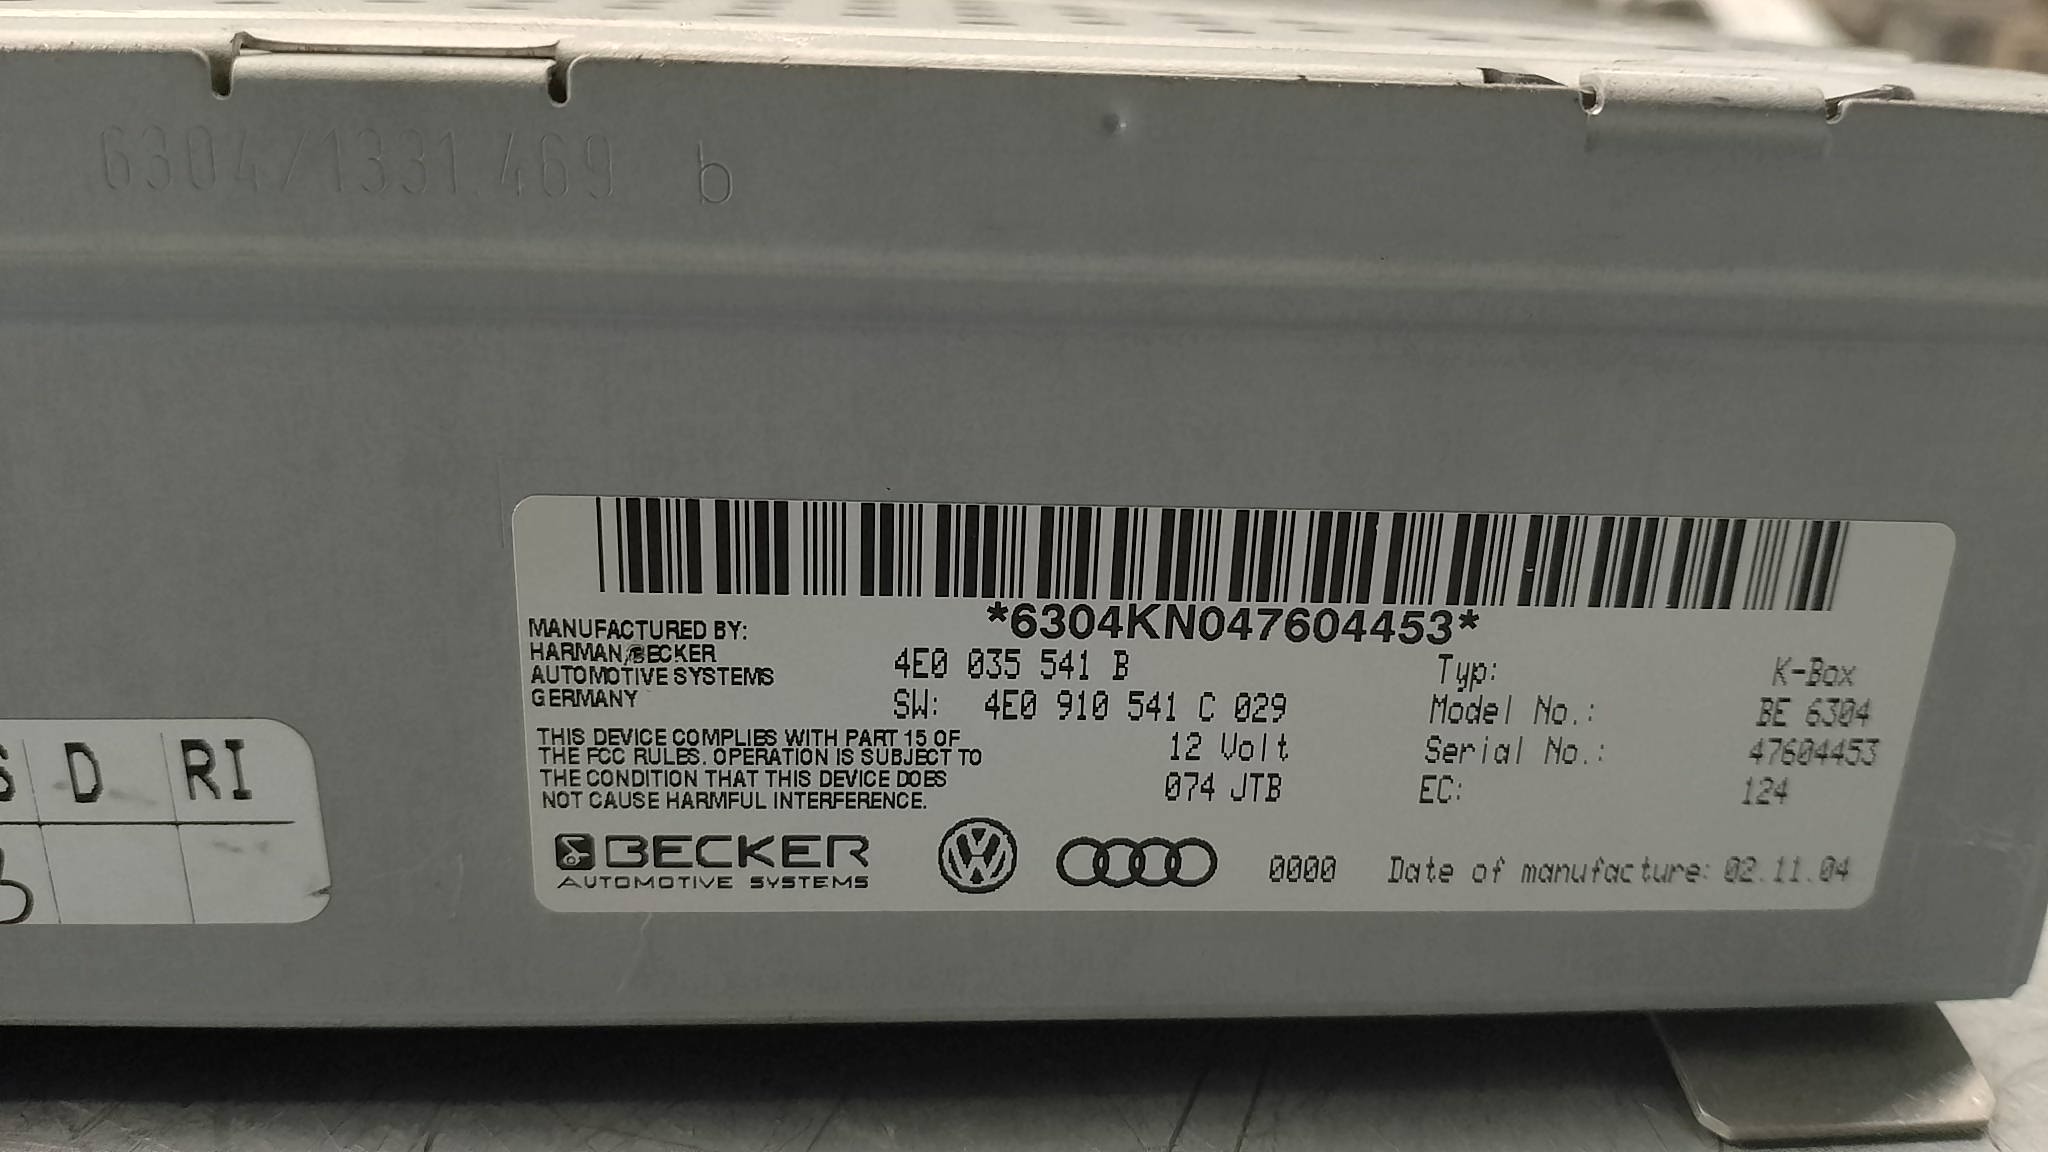 6304/1331.469 b
*6304KN047604453*
MANUFACTURED BY:
HARMAN/BECKER
AUTOMOTIVE SYSTEMS
GERMANY
4E0 035 541 B
SW: 4E0 910 541 C 029
12 Volt
074 JTB
Typ: K-Box
Model No.: BE 6304
Serial No.: 47604453
EC: 124
THIS DEVICE COMPLIES WITH PART 15 OF
THE FCC RULES. OPERATION IS SUBJECT TO
THE CONDITION THAT THIS DEVICE DOES
NOT CAUSE HARMFUL INTERFERENCE.
BECKER
AUTOMOTIVE SYSTEMS
0000 Date of manufacture: 02.11.04
S D RI